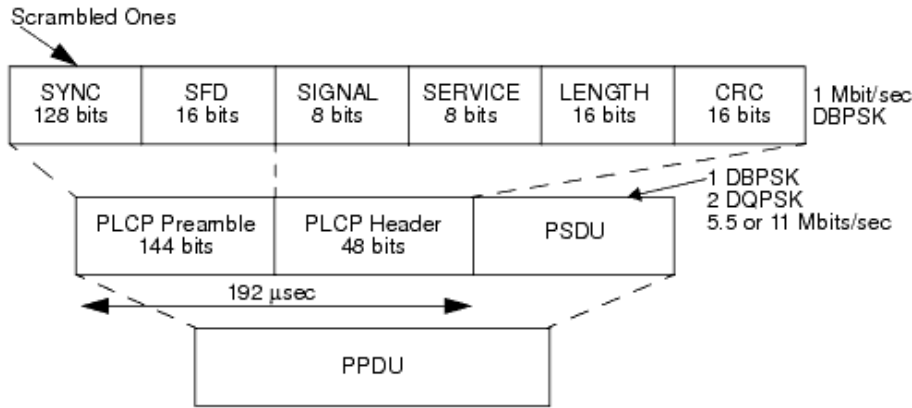 Scrambled Ones
SYNC
128 bits
SFD
16 bits
SIGNAL
8 bits
SERVICE
8 bits
LENGTH
16 bits
CRC
16 bits
1 Mbit/sec
DBPSK
PLCP Preamble
144 bits
PLCP Header
48 bits
PSDU
1 DBPSK
2 DQPSK
5.5 or 11 Mbits/sec
192 μsec
PPDU